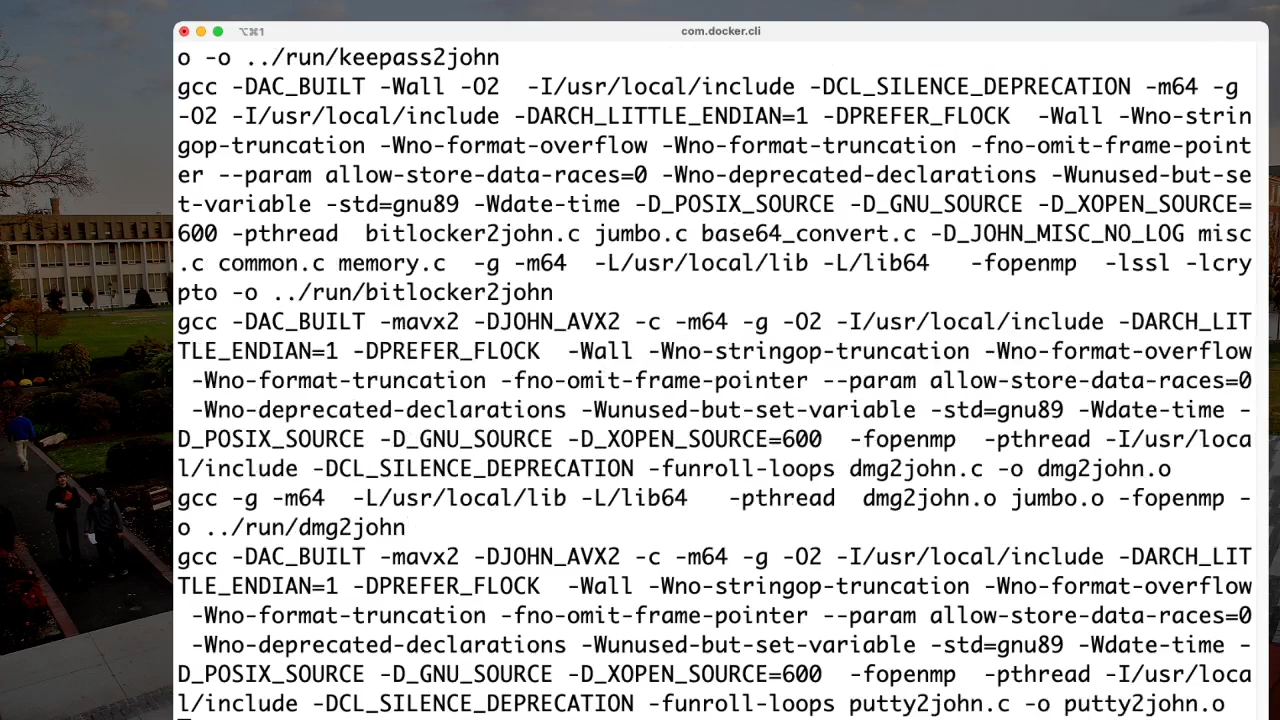 ⌥⌘1
com.docker.cli
o -o ../run/keepass2john
gcc -DAC_BUILT -Wall -O2  -I/usr/local/include -DCL_SILENCE_DEPRECATION -m64 -g
-O2 -I/usr/local/include -DARCH_LITTLE_ENDIAN=1 -DPREFER_FLOCK  -Wall -Wno-strin
gop-truncation -Wno-format-overflow -Wno-format-truncation -fno-omit-frame-point
er --param allow-store-data-races=0 -Wno-deprecated-declarations -Wunused-but-se
t-variable -std=gnu89 -Wdate-time -D_POSIX_SOURCE -D_GNU_SOURCE -D_XOPEN_SOURCE=
600 -pthread  bitlocker2john.c jumbo.c base64_convert.c -D_JOHN_MISC_NO_LOG misc
.c common.c memory.c  -g -m64  -L/usr/local/lib -L/lib64   -fopenmp  -lssl -lcry
pto -o ../run/bitlocker2john
gcc -DAC_BUILT -mavx2 -DJOHN_AVX2 -c -m64 -g -O2 -I/usr/local/include -DARCH_LIT
TLE_ENDIAN=1 -DPREFER_FLOCK  -Wall -Wno-stringop-truncation -Wno-format-overflow
 -Wno-format-truncation -fno-omit-frame-pointer --param allow-store-data-races=0
 -Wno-deprecated-declarations -Wunused-but-set-variable -std=gnu89 -Wdate-time -
D_POSIX_SOURCE -D_GNU_SOURCE -D_XOPEN_SOURCE=600  -fopenmp  -pthread -I/usr/loca
l/include -DCL_SILENCE_DEPRECATION -funroll-loops dmg2john.c -o dmg2john.o
gcc -g -m64  -L/usr/local/lib -L/lib64   -pthread  dmg2john.o jumbo.o -fopenmp -
o ../run/dmg2john
gcc -DAC_BUILT -mavx2 -DJOHN_AVX2 -c -m64 -g -O2 -I/usr/local/include -DARCH_LIT
TLE_ENDIAN=1 -DPREFER_FLOCK  -Wall -Wno-stringop-truncation -Wno-format-overflow
 -Wno-format-truncation -fno-omit-frame-pointer --param allow-store-data-races=0
 -Wno-deprecated-declarations -Wunused-but-set-variable -std=gnu89 -Wdate-time -
D_POSIX_SOURCE -D_GNU_SOURCE -D_XOPEN_SOURCE=600  -fopenmp  -pthread -I/usr/loca
l/include -DCL_SILENCE_DEPRECATION -funroll-loops putty2john.c -o putty2john.o